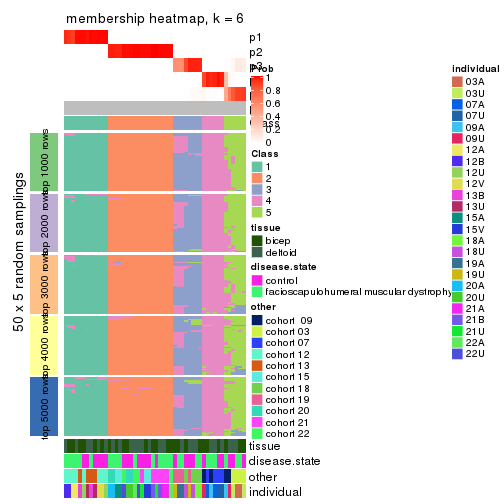 membership heatmap, k = 6
p1
p2
p3
Prob
1
0.8
0.6
0.4
0.2
0
Class
Class
1
2
3
4
5
tissue
bicep
deltoid
disease.state
control
facioscapulohumeral muscular dystrophy
other
cohort 09
cohort 03
cohort 07
cohort 12
cohort 13
cohort 15
cohort 18
cohort 19
cohort 20
cohort 21
cohort 22
individual
03A
03U
07A
07U
09A
09U
12A
12B
12U
12V
13B
13U
15A
15V
18A
18U
19A
19U
20A
20U
21A
21B
21U
22A
22U
50 x 5 random samplings
top 1000 rows
top 2000 rows
top 3000 rows
top 4000 rows
top 5000 rows
tissue
disease.state
other
individual